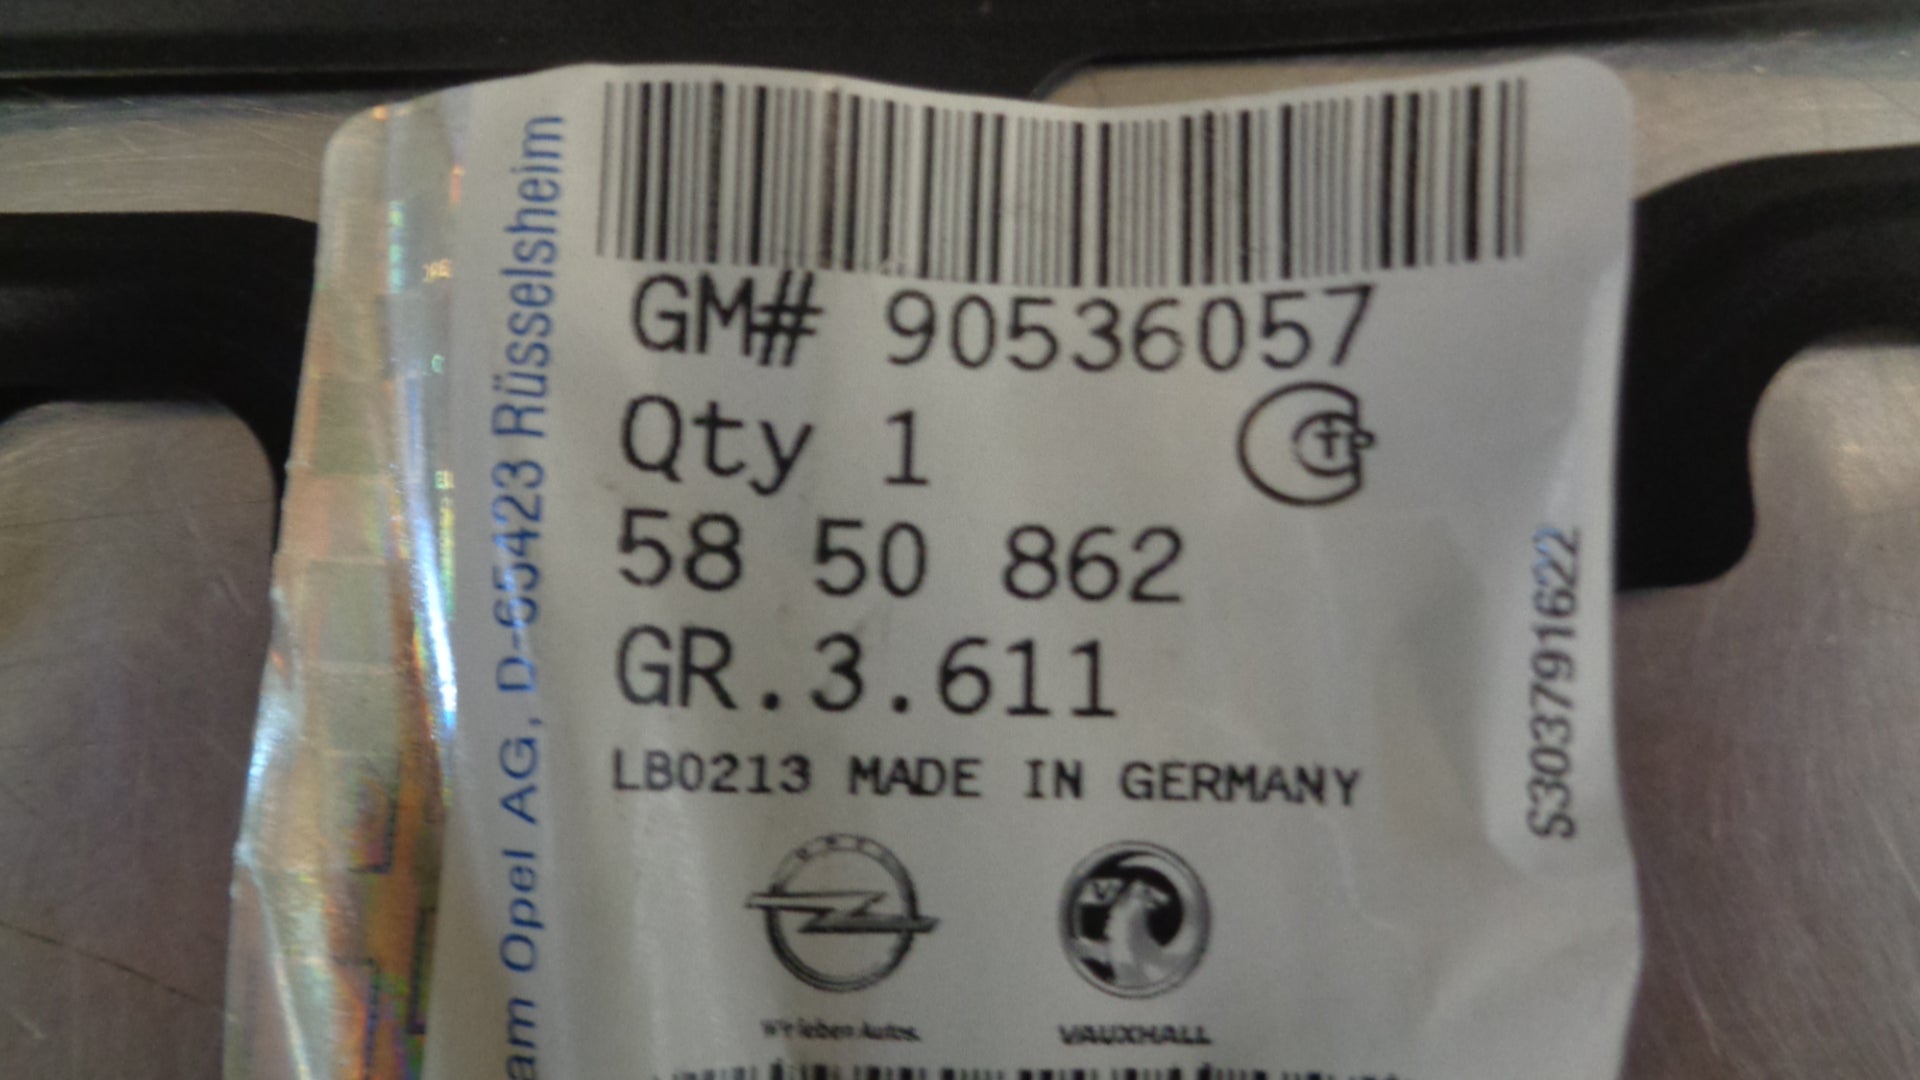 GM# 90536057
Qty 1
58 50 862
GR.3.611
LB0213 MADE IN GERMANY
Wir leben Autos.
VAUXHALL
am Opel AG, D-65423 Rüsselsheim
S303791622